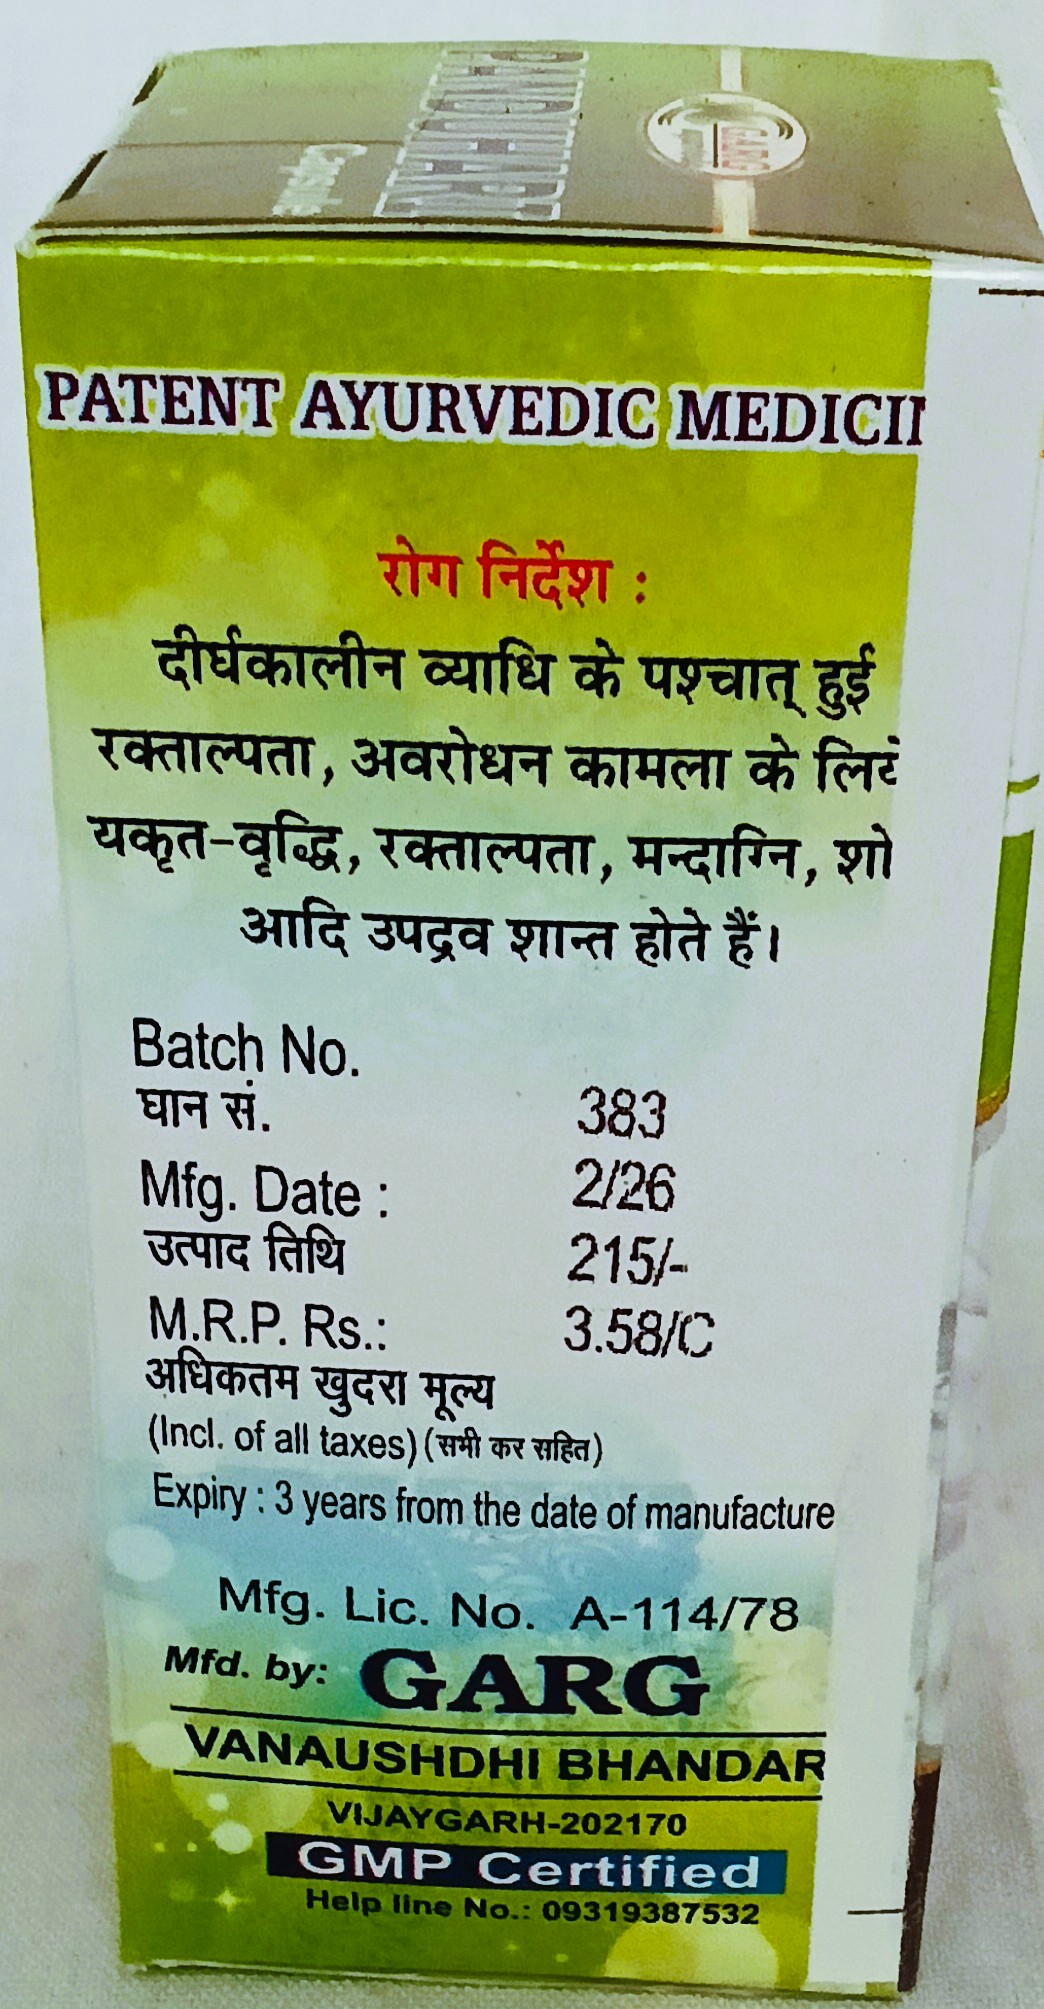 GARG
PATENT AYURVEDIC
रोग निर्देश :
दीर्घकालीन व्याधि के पश्चात् हुई
रक्ताल्पता, अवरोधन कामला के
यकृत-वृद्धि, रक्ताल्पता, मन्दाग्नि,
आदि उपद्रव शान्त होते हैं।
Batch No.
घान सं. 383
Mfg. Date : 2/26
उत्पाद तिथि 215/-
M.R.P. Rs.: 3.58/C
अधिकतम खुदरा मूल्य
(Incl. of all taxes) (सभी कर सहित)
Expiry : 3 years from the date of manufacture
Mfg. Lic. No. A-114/78
Mfd. by: GARG
VANAUSHDHI BHANDAR
VIJAYGARH-202170
GMP Certified
Help line No.: 09319387532